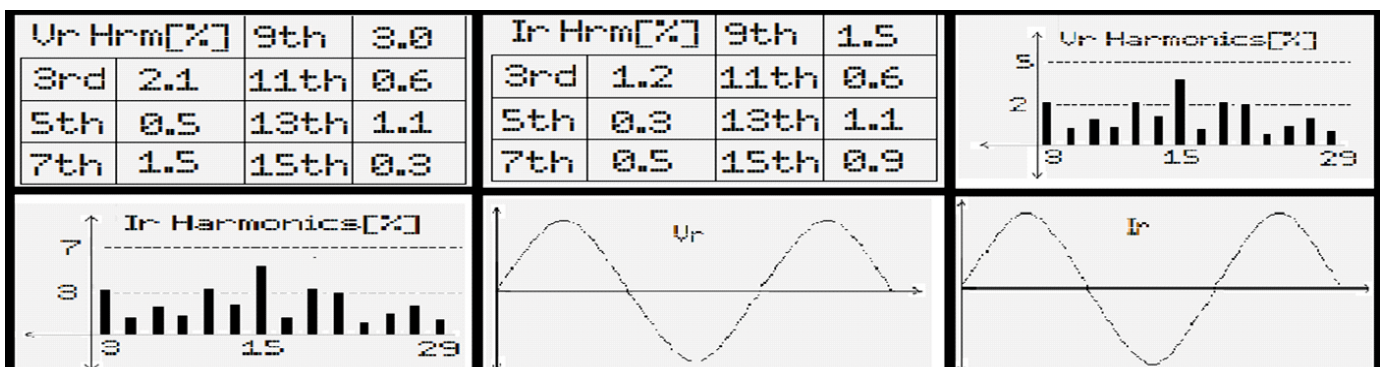 Vr Hrm[%] 9th 3.0
3rd 2.1 11th 0.6
5th 0.5 13th 1.1
7th 1.5 15th 0.3
Ir Hrm[%] 9th 1.5
3rd 1.2 11th 0.6
5th 0.3 13th 1.1
7th 0.5 15th 0.9
Vr Harmonics[%]
5
2
3 15 29
Ir Harmonics[%]
7
3
3 15 29
Vr
Ir